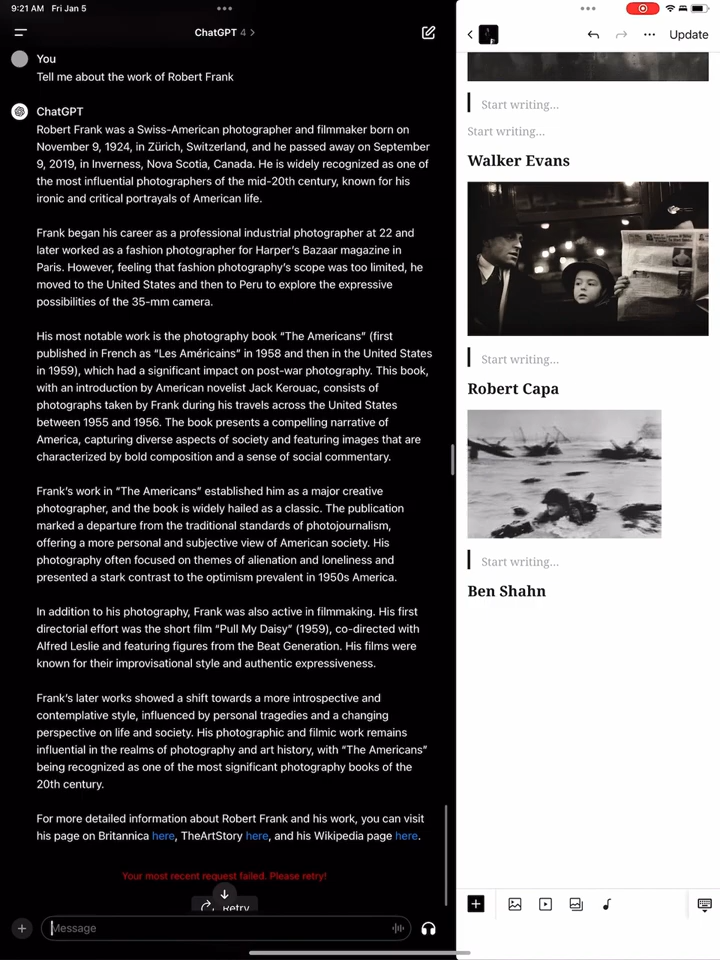 9:21 AM Fri Jan 5
ChatGPT 4 >
You
Tell me about the work of Robert Frank
ChatGPT
Robert Frank was a Swiss-American photographer and filmmaker born on
November 9, 1924, in Zürich, Switzerland, and he passed away on September
9, 2019, in Inverness, Nova Scotia, Canada. He is widely recognized as one of
the most influential photographers of the mid-20th century, known for his
ironic and critical portrayals of American life.
Frank began his career as a professional industrial photographer at 22 and
later worked as a fashion photographer for Harper's Bazaar magazine in
Paris. However, feeling that fashion photography's scope was too limited, he
moved to the United States and then to Peru to explore the expressive
possibilities of the 35-mm camera.
His most notable work is the photography book “The Americans” (first
published in French as “Les Américains” in 1958 and then in the United States
in 1959), which had a significant impact on post-war photography. This book,
with an introduction by American novelist Jack Kerouac, consists of
photographs taken by Frank during his travels across the United States
between 1955 and 1956. The book presents a compelling narrative of
America, capturing diverse aspects of society and featuring images that are
characterized by bold composition and a sense of social commentary.
Frank's work in “The Americans” established him as a major creative
photographer, and the book is widely hailed as a classic. The publication
marked a departure from the traditional standards of photojournalism,
offering a more personal and subjective view of American society. His
photography often focused on themes of alienation and loneliness and
presented a stark contrast to the optimism prevalent in 1950s America.
In addition to his photography, Frank was also active in filmmaking. His first
directorial effort was the short film “Pull My Daisy” (1959), co-directed with
Alfred Leslie and featuring figures from the Beat Generation. His films were
known for their improvisational style and authentic expressiveness.
Frank's later works showed a shift towards a more introspective and
contemplative style, influenced by personal tragedies and a changing
perspective on life and society. His photographic and filmic work remains
influential in the realms of photography and art history, with “The Americans”
being recognized as one of the most significant photography books of the
20th century.
For more detailed information about Robert Frank and his work, you can visit
his page on Britannica here, TheArtStory here, and his Wikipedia page here.
Your most recent request failed. Please retry!
Retry
Message
Update
Start writing...
Start writing...
Walker Evans
Start writing...
Robert Capa
Start writing...
Ben Shahn